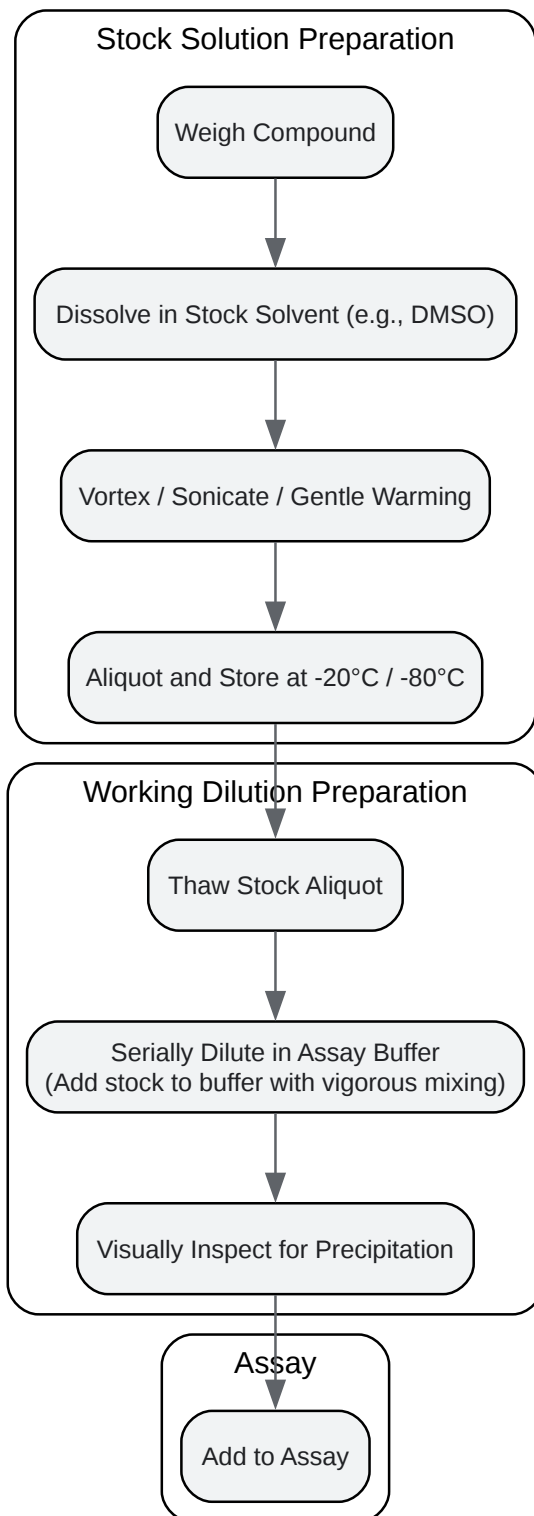 Stock Solution Preparation
Weigh Compound
Dissolve in Stock Solvent (e.g., DMSO)
Vortex / Sonicate / Gentle Warming
Aliquot and Store at -20°C / -80°C
Working Dilution Preparation
Thaw Stock Aliquot
Serially Dilute in Assay Buffer
(Add stock to buffer with vigorous mixing)
Visually Inspect for Precipitation
Assay
Add to Assay